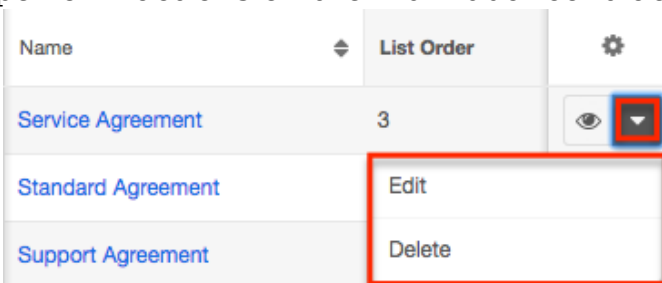 Name List Order
Service Agreement 3
Standard Agreement Edit
Support Agreement Delete